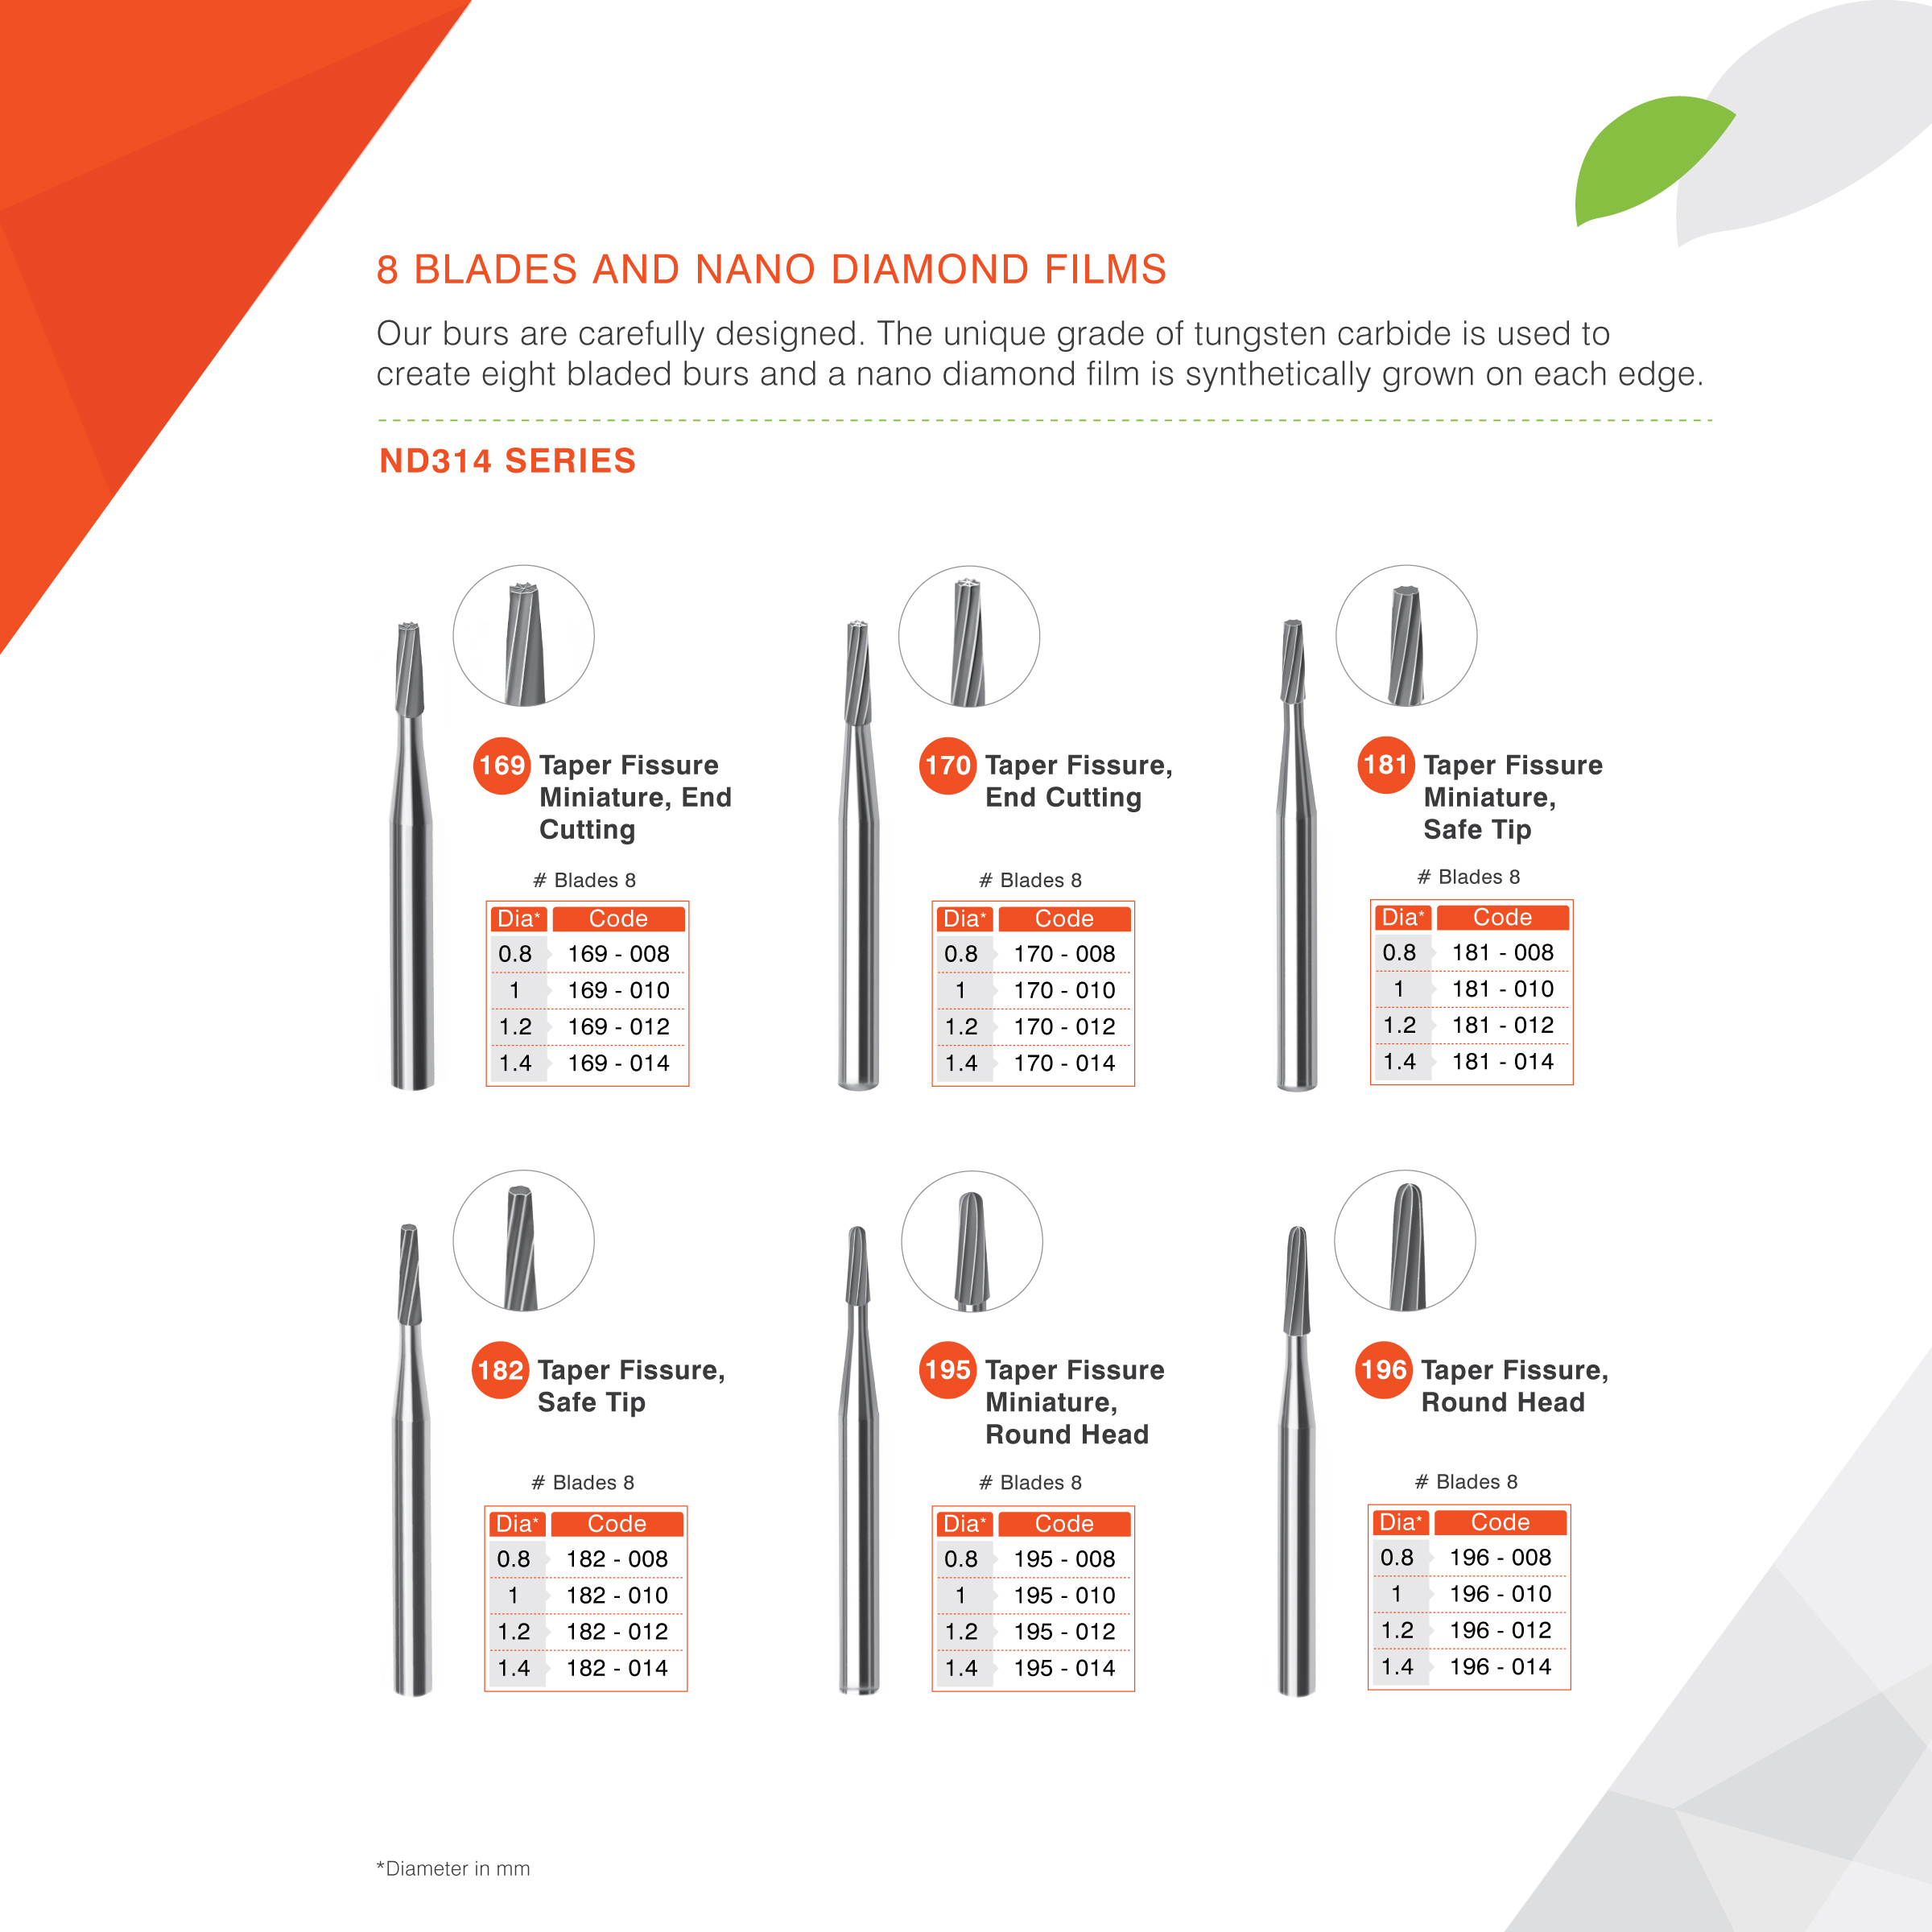 8 BLADES AND NANO DIAMOND FILMS
Our burs are carefully designed. The unique grade of tungsten carbide is used to
create eight bladed burs and a nano diamond film is synthetically grown on each edge.
ND314 SERIES
169 Taper Fissure
Miniature, End
Cutting
# Blades 8
Dia* Code
0.8 169 - 008
1 169 - 010
1.2 169 - 012
1.4 169 - 014
170 Taper Fissure,
End Cutting
# Blades 8
Dia* Code
0.8 170 - 008
1 170 - 010
1.2 170 - 012
1.4 170 - 014
181 Taper Fissure
Miniature,
Safe Tip
# Blades 8
Dia* Code
0.8 181 - 008
1 181 - 010
1.2 181 - 012
1.4 181 - 014
182 Taper Fissure,
Safe Tip
# Blades 8
Dia* Code
0.8 182 - 008
1 182 - 010
1.2 182 - 012
1.4 182 - 014
195 Taper Fissure
Miniature,
Round Head
# Blades 8
Dia* Code
0.8 195 - 008
1 195 - 010
1.2 195 - 012
1.4 195 - 014
196 Taper Fissure,
Round Head
# Blades 8
Dia* Code
0.8 196 - 008
1 196 - 010
1.2 196 - 012
1.4 196 - 014
*Diameter in mm